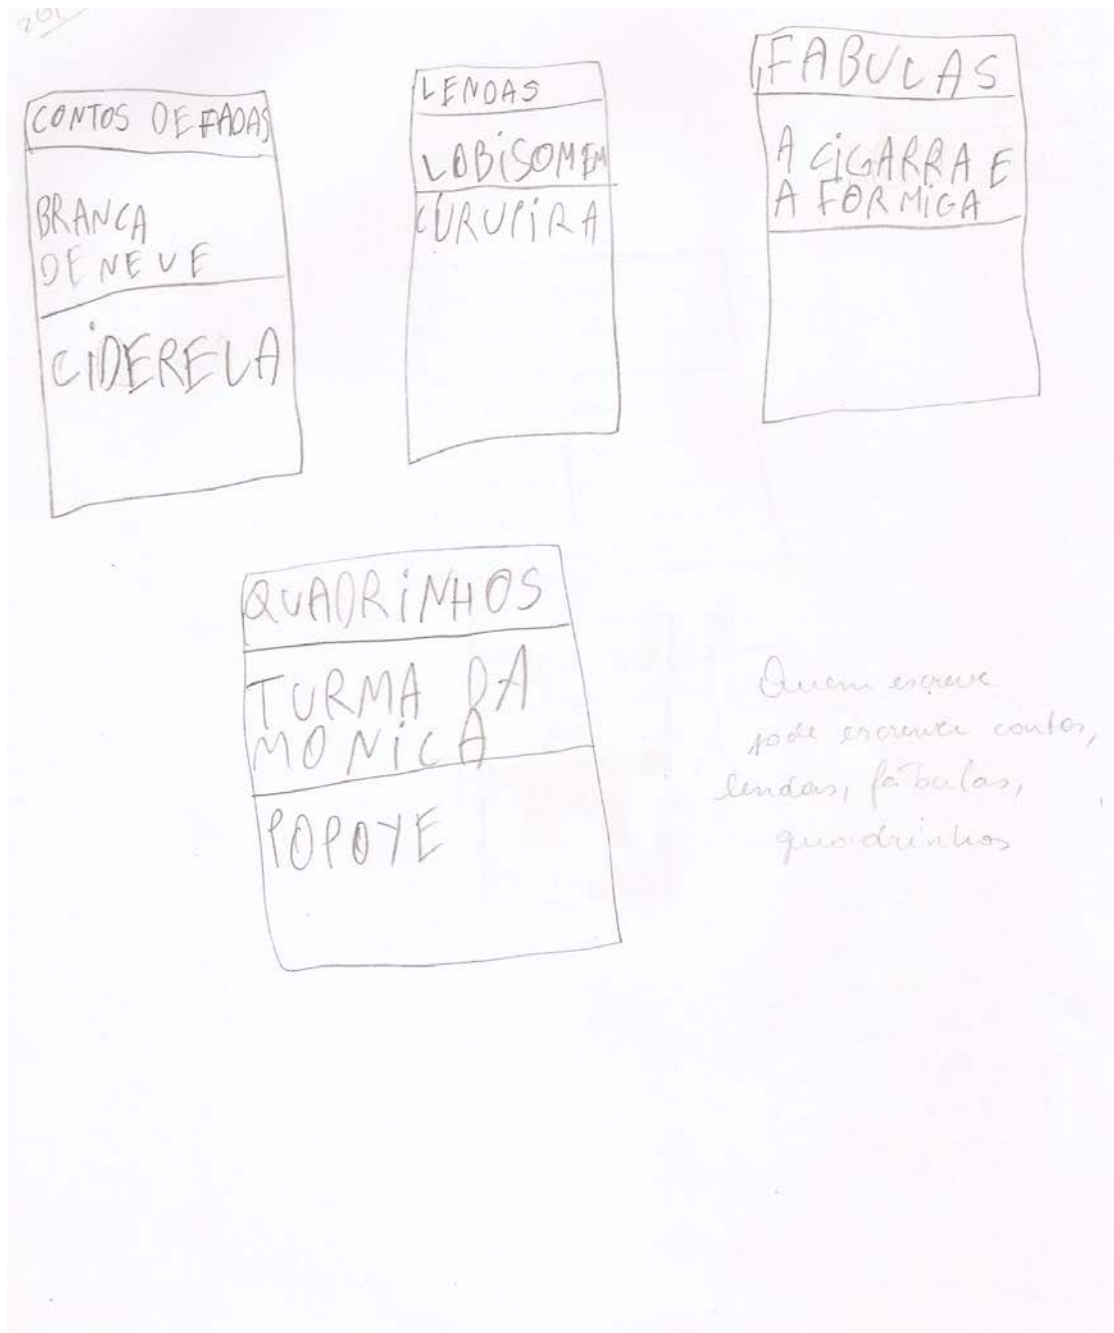 CONTOS DE FADAS
BRANCA
DE NEVE
CIDERELA
LENDAS
LOBISOMEM
CURUPIRA
FABULAS
A CIGARRA E
A FORMIGA
QUADRINHOS
TURMA DA
MONICA
POPOYE
Quem escreve
pode escrever contos,
lendas, fábulas,
quadrinhos